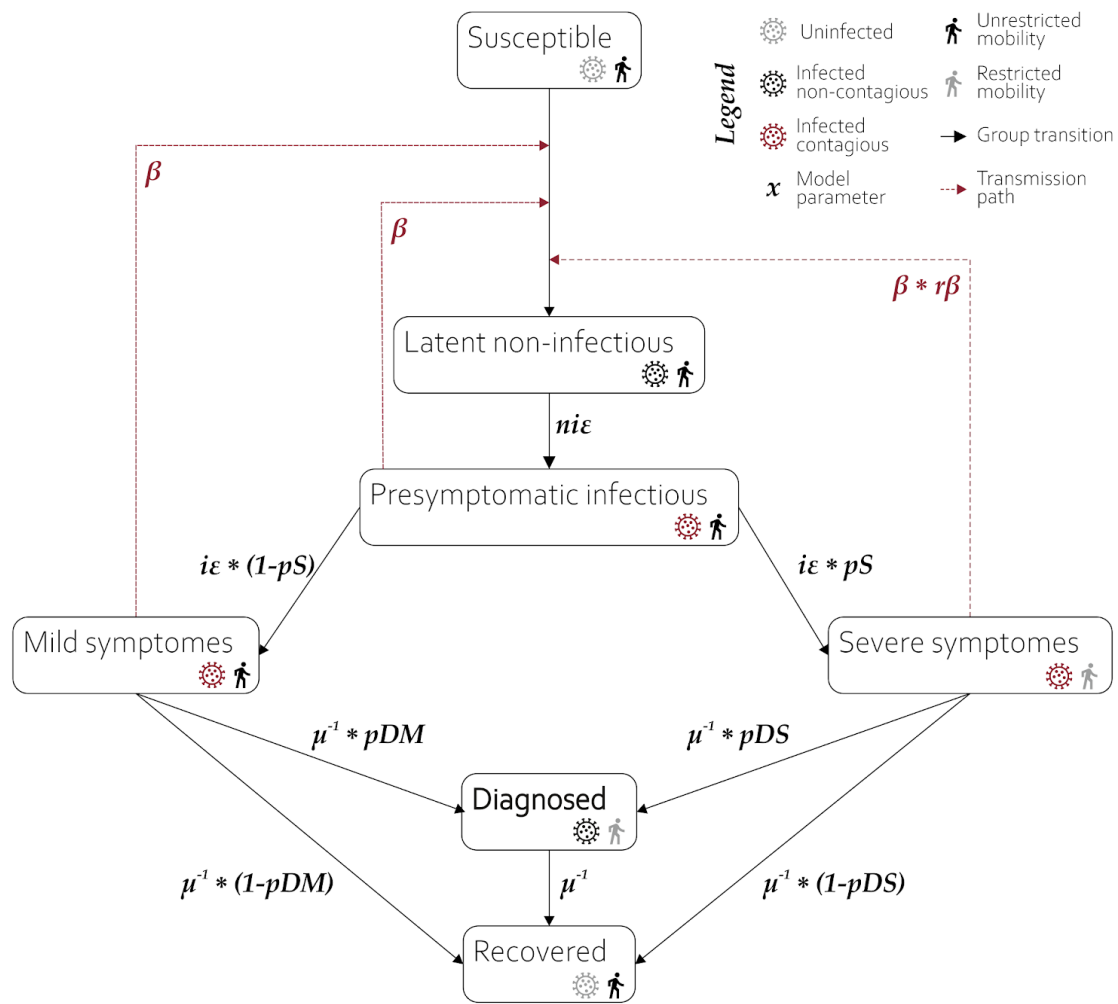 Susceptible
Legend
Uninfected
Unrestricted
mobility
Infected
non-contagious
Restricted
mobility
Infected
contagious
Group transition
x
Model
parameter
Transmission
path
β
β
β * rβ
Latent non-infectious
niε
Presymptomatic infectious
iε * (1-pS)
iε * pS
Mild symptomes
Severe symptomes
μ⁻¹ * pDM
μ⁻¹ * pDS
Diagnosed
μ⁻¹ * (1-pDM)
μ⁻¹
μ⁻¹ * (1-pDS)
Recovered